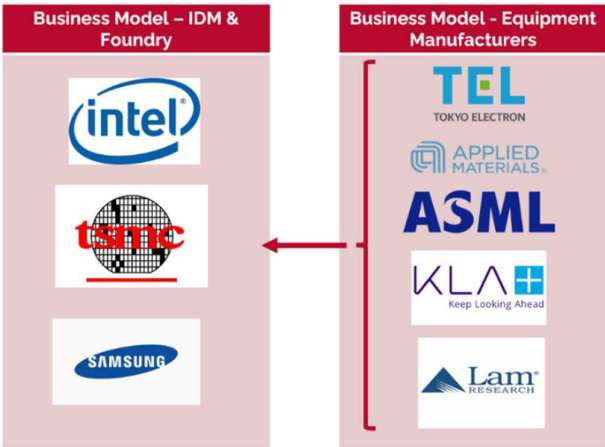 Business Model – IDM &
Foundry
intel®
tsmc
SAMSUNG
Business Model - Equipment
Manufacturers
TEL
TOKYO ELECTRON
APPLIED
MATERIALS®
ASML
KLA+
Keep Looking Ahead
Lam®
RESEARCH